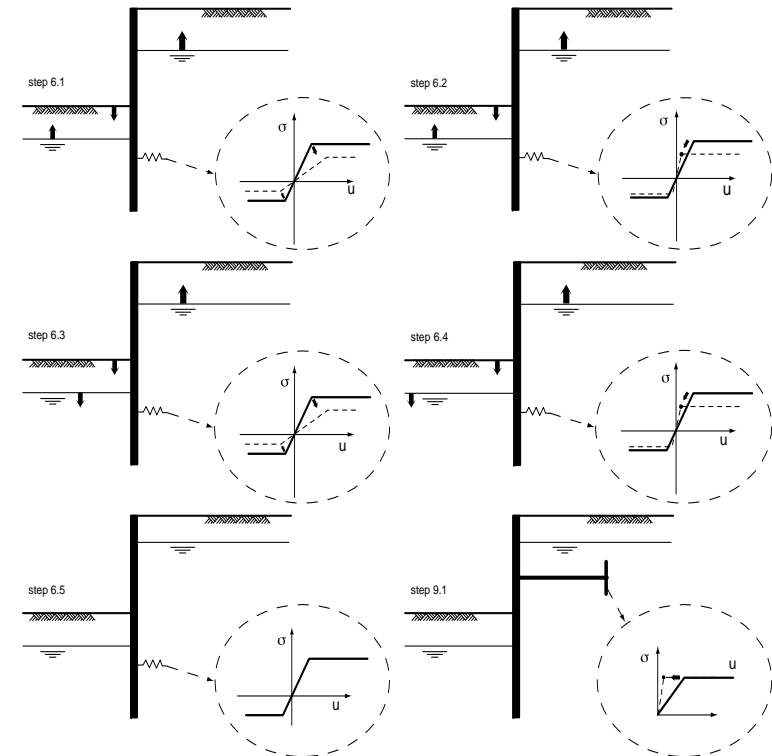 step 6.1
σ
u
step 6.2
σ
u
step 6.3
σ
u
step 6.4
σ
u
step 6.5
σ
u
step 9.1
σ
u